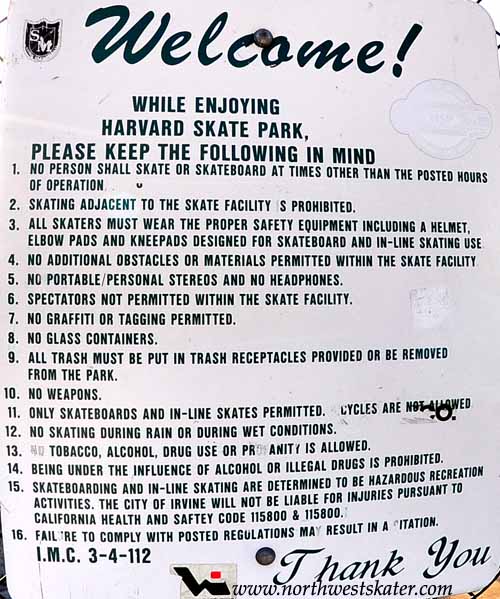 SM
Welcome!
WHILE ENJOYING
HARVARD SKATE PARK,
PLEASE KEEP THE FOLLOWING IN MIND
1. NO PERSON SHALL SKATE OR SKATEBOARD AT TIMES OTHER THAN THE POSTED HOURS
OF OPERATION
2. SKATING ADJACENT TO THE SKATE FACILITY IS PROHIBITED.
3. ALL SKATERS MUST WEAR THE PROPER SAFETY EQUIPMENT INCLUDING A HELMET,
ELBOW PADS AND KNEEPADS DESIGNED FOR SKATEBOARD AND IN-LINE SKATING USE
4. NO ADDITIONAL OBSTACLES OR MATERIALS PERMITTED WITHIN THE SKATE FACILITY
5. NO PORTABLE/PERSONAL STEREOS AND NO HEADPHONES.
6. SPECTATORS NOT PERMITTED WITHIN THE SKATE FACILITY.
7. NO GRAFFITI OR TAGGING PERMITTED.
8. NO GLASS CONTAINERS.
9. ALL TRASH MUST BE PUT IN TRASH RECEPTACLES PROVIDED OR BE REMOVED
FROM THE PARK.
10. NO WEAPONS.
11. ONLY SKATEBOARDS AND IN-LINE SKATES PERMITTED. CYCLES ARE NOT ALLOWED
12. NO SKATING DURING RAIN OR DURING WET CONDITIONS.
13. NO TOBACCO, ALCOHOL, DRUG USE OR PROFANITY IS ALLOWED.
14. BEING UNDER THE INFLUENCE OF ALCOHOL OR ILLEGAL DRUGS IS PROHIBITED.
15. SKATEBOARDING AND IN-LINE SKATING ARE DETERMINED TO BE HAZARDOUS RECREATION
ACTIVITIES. THE CITY OF IRVINE WILL NOT BE LIABLE FOR INJURIES PURSUANT TO
CALIFORNIA HEALTH AND SAFTEY CODE 115800 & 115800.
16. FAILURE TO COMPLY WITH POSTED REGULATIONS MAY RESULT IN A CITATION.
I.M.C. 3-4-112
Thank You
www.northwestskater.com